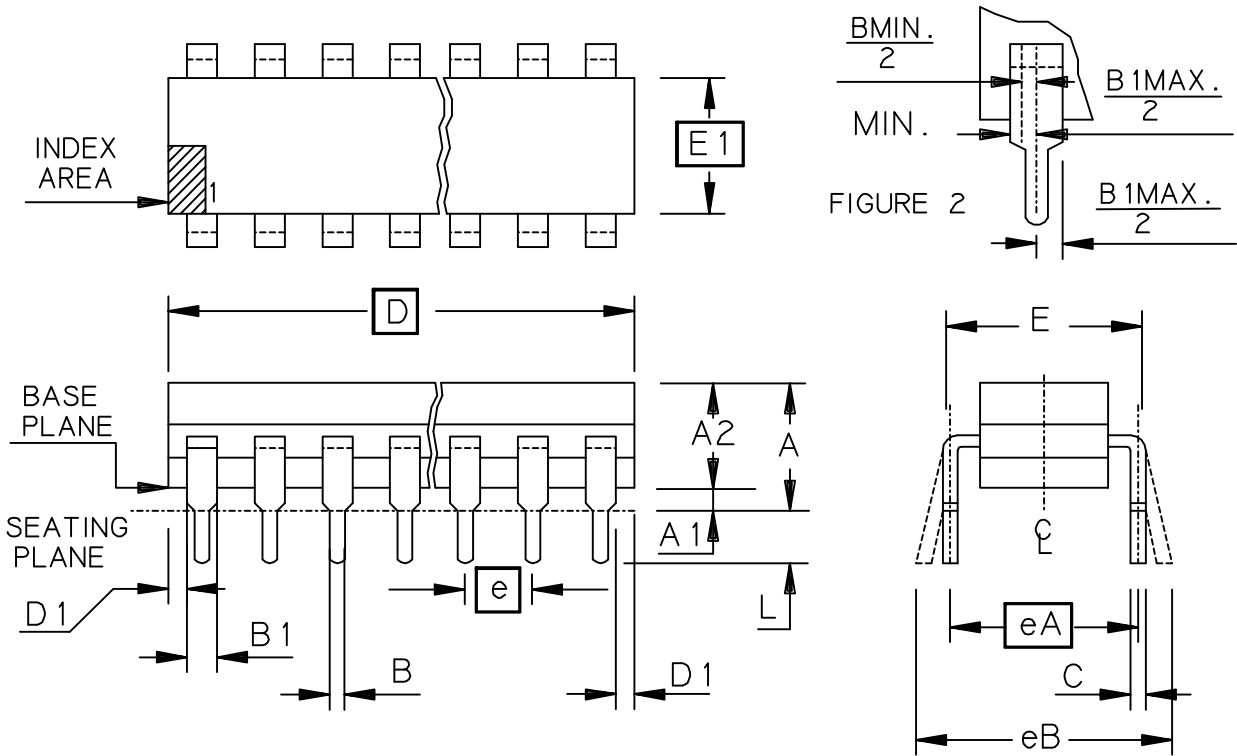 BMIN.
2
B1MAX.
2
MIN.
E1
INDEX
AREA
1
FIGURE 2
B1MAX.
2
D
E
BASE
PLANE
A2
A
SEATING
PLANE
A1
C
L
e
D1
L
eA
B1
B
D1
C
eB